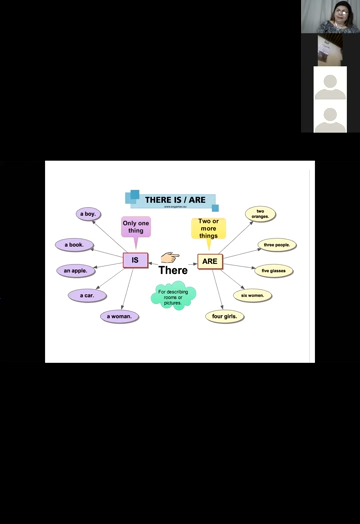 THERE IS / ARE
Only one
thing
Two or
more
things
a boy.
a book.
an apple.
a car.
a woman.
IS
There
ARE
two
oranges.
three people.
five glasses
six women.
four girls.
For describing
rooms or
pictures.